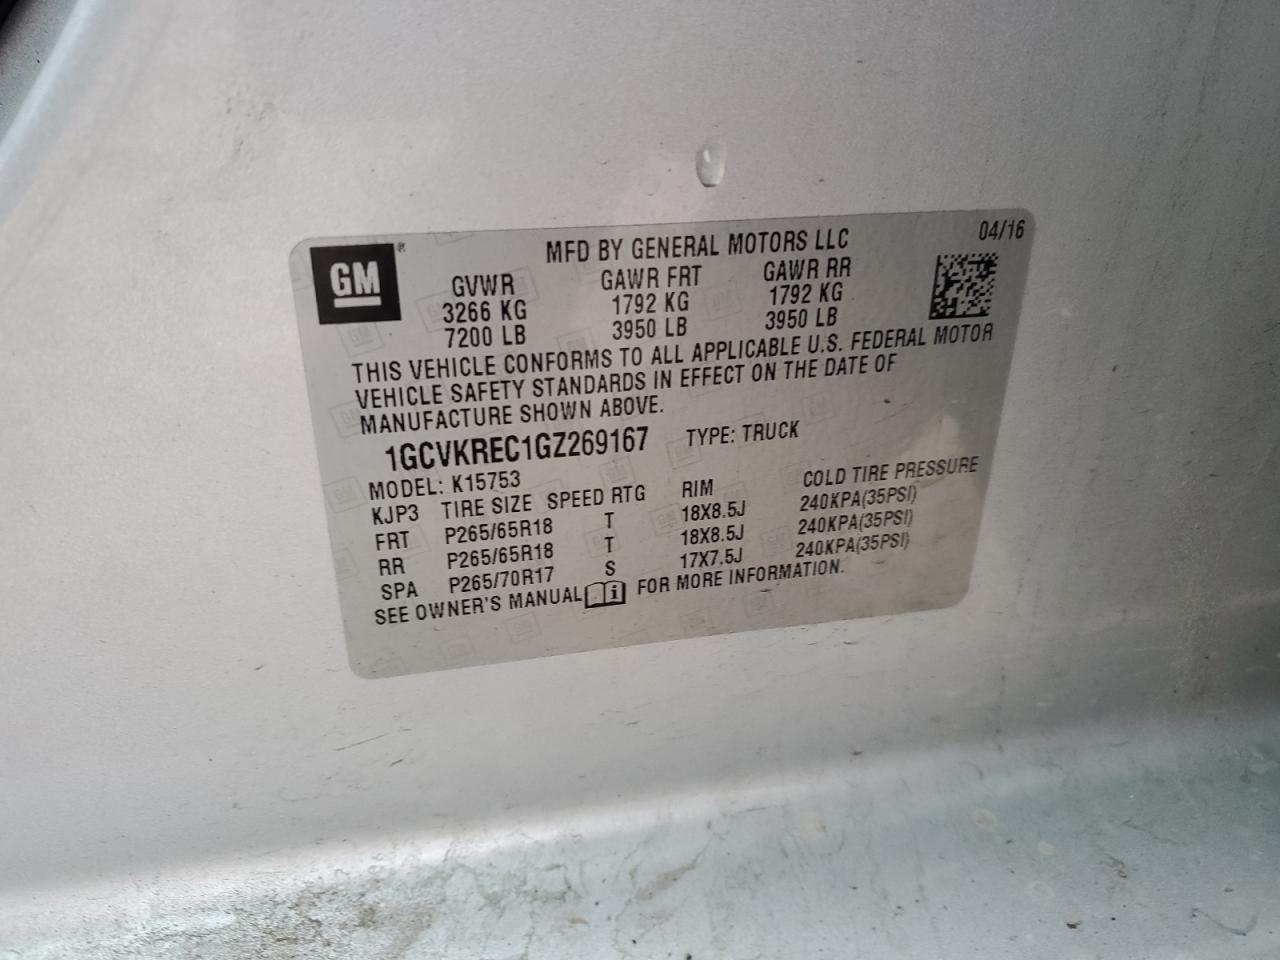 GM ®
MFD BY GENERAL MOTORS LLC
04/16
GVWR GAWR FRT GAWR RR
3266 KG 1792 KG 1792 KG
7200 LB 3950 LB 3950 LB
THIS VEHICLE CONFORMS TO ALL APPLICABLE U.S. FEDERAL MOTOR
VEHICLE SAFETY STANDARDS IN EFFECT ON THE DATE OF
MANUFACTURE SHOWN ABOVE.
1GCVKREC1GZ269167 TYPE: TRUCK
MODEL: K15753
KJP3 TIRE SIZE SPEED RTG RIM COLD TIRE PRESSURE
FRT P265/65R18 T 18X8.5J 240KPA(35PSI)
RR P265/65R18 T 18X8.5J 240KPA(35PSI)
SPA P265/70R17 S 17X7.5J 240KPA(35PSI)
SEE OWNER'S MANUAL i FOR MORE INFORMATION.